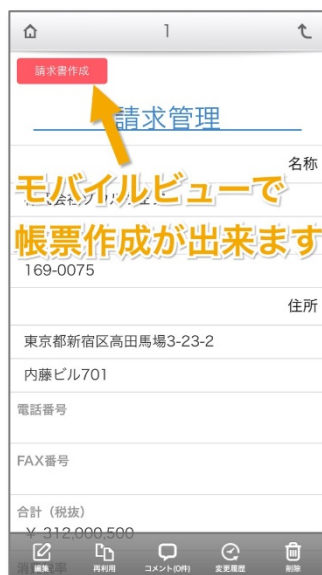 1
請求書作成
請求管理
名称
モバイルビューで
帳票作成が出来ます
169-0075
住所
東京都新宿区高田馬場3-23-2
内藤ビル701
電話番号
FAX番号
合計（税抜）
¥ 312,000,500
編集
再利用
コメント(0件)
変更履歴
削除